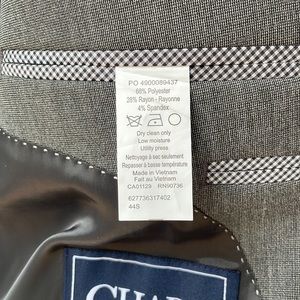 PO 4900089437
68% Polyester
28% Rayon - Rayonne
4% Spandex
Dry clean only
Low moisture
Utility press
Nettoyage à sec seulement
Repasser à basse température
Made in Vietnam
Fait au Vietnam
CA01129 RN90736
627736317402
44S